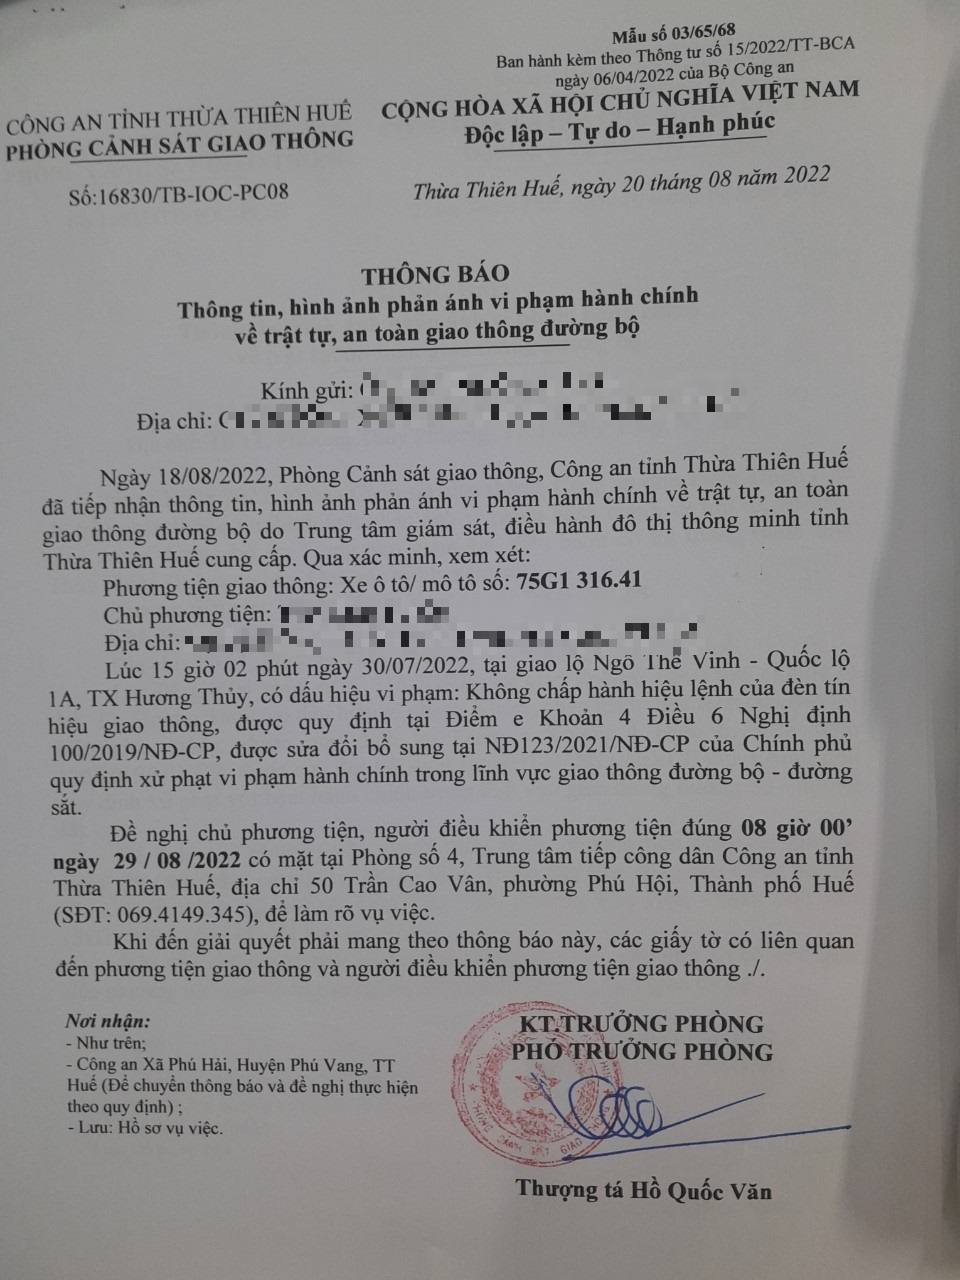 Mẫu số 03/65/68
Ban hành kèm theo Thông tư số 15/2022/TT-BCA
ngày 06/04/2022 của Bộ Công an
CÔNG AN TỈNH THỪA THIÊN HUẾ
PHÒNG CẢNH SÁT GIAO THÔNG
CỘNG HÒA XÃ HỘI CHỦ NGHĨA VIỆT NAM
Độc lập – Tự do – Hạnh phúc
Số:16830/TB-IOC-PC08
Thừa Thiên Huế, ngày 20 tháng 08 năm 2022
THÔNG BÁO
Thông tin, hình ảnh phản ánh vi phạm hành chính
về trật tự, an toàn giao thông đường bộ
Kính gửi:
Địa chỉ:
Ngày 18/08/2022, Phòng Cảnh sát giao thông, Công an tỉnh Thừa Thiên Huế
đã tiếp nhận thông tin, hình ảnh phản ánh vi phạm hành chính về trật tự, an toàn
giao thông đường bộ do Trung tâm giám sát, điều hành đô thị thông minh tỉnh
Thừa Thiên Huế cung cấp. Qua xác minh, xem xét:
Phương tiện giao thông: Xe ô tô/ mô tô số: 75G1 316.41
Chủ phương tiện:
Địa chỉ:
Lúc 15 giờ 02 phút ngày 30/07/2022, tại giao lộ Ngô Thế Vinh - Quốc lộ
1A, TX Hương Thủy, có dấu hiệu vi phạm: Không chấp hành hiệu lệnh của đèn tín
hiệu giao thông, được quy định tại Điểm e Khoản 4 Điều 6 Nghị định
100/2019/NĐ-CP, được sửa đổi bổ sung tại NĐ123/2021/NĐ-CP của Chính phủ
quy định xử phạt vi phạm hành chính trong lĩnh vực giao thông đường bộ - đường
sắt.
Đề nghị chủ phương tiện, người điều khiển phương tiện đúng 08 giờ 00’
ngày 29 / 08 /2022 có mặt tại Phòng số 4, Trung tâm tiếp công dân Công an tỉnh
Thừa Thiên Huế, địa chỉ 50 Trần Cao Vân, phường Phú Hội, Thành phố Huế
(SĐT: 069.4149.345), để làm rõ vụ việc.
Khi đến giải quyết phải mang theo thông báo này, các giấy tờ có liên quan
đến phương tiện giao thông và người điều khiển phương tiện giao thông ./.
Nơi nhận:
- Như trên;
- Công an Xã Phú Hải, Huyện Phú Vang, TT
Huế (Để chuyển thông báo và đề nghị thực hiện
theo quy định) ;
- Lưu: Hồ sơ vụ việc.
KT.TRƯỞNG PHÒNG
PHÓ TRƯỞNG PHÒNG
Thượng tá Hồ Quốc Văn